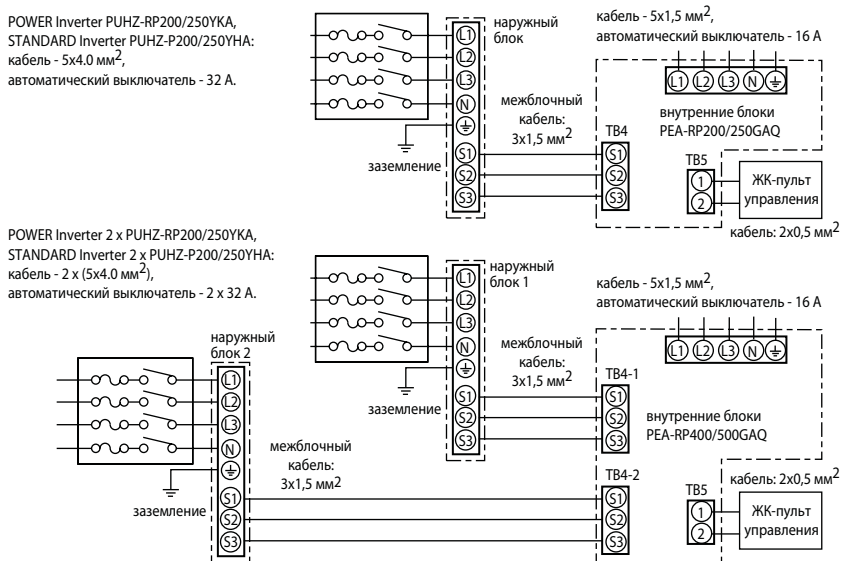 POWER Inverter PUHZ-RP200/250YKA,
STANDARD Inverter PUHZ-P200/250YHA:
кабель - 5x4.0 мм²,
автоматический выключатель - 32 А.
наружный
блок
L1
L2
L3
N
S1
S2
S3
заземление
межблочный
кабель:
3x1,5 мм²
кабель - 5x1,5 мм²,
автоматический выключатель - 16 А
L1 L2 L3 N
внутренние блоки
PEA-RP200/250GAQ
TB4
S1
S2
S3
TB5
1
2
ЖК-пульт
управления
кабель: 2x0,5 мм²
POWER Inverter 2 x PUHZ-RP200/250YKA,
STANDARD Inverter 2 x PUHZ-P200/250YHA:
кабель - 2 x (5x4.0 мм²),
автоматический выключатель - 2 x 32 А.
наружный
блок 1
L1
L2
L3
N
S1
S2
S3
заземление
межблочный
кабель:
3x1,5 мм²
кабель - 5x1,5 мм²,
автоматический выключатель - 16 А
L1 L2 L3 N
TB4-1
S1
S2
S3
внутренние блоки
PEA-RP400/500GAQ
наружный
блок 2
L1
L2
L3
N
S1
S2
S3
заземление
межблочный
кабель:
3x1,5 мм²
TB4-2
S1
S2
S3
TB5
1
2
кабель: 2x0,5 мм²
ЖК-пульт
управления